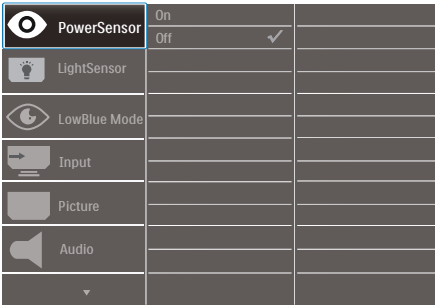 PowerSensor
On
Off
LightSensor
LowBlue Mode
Input
Picture
Audio